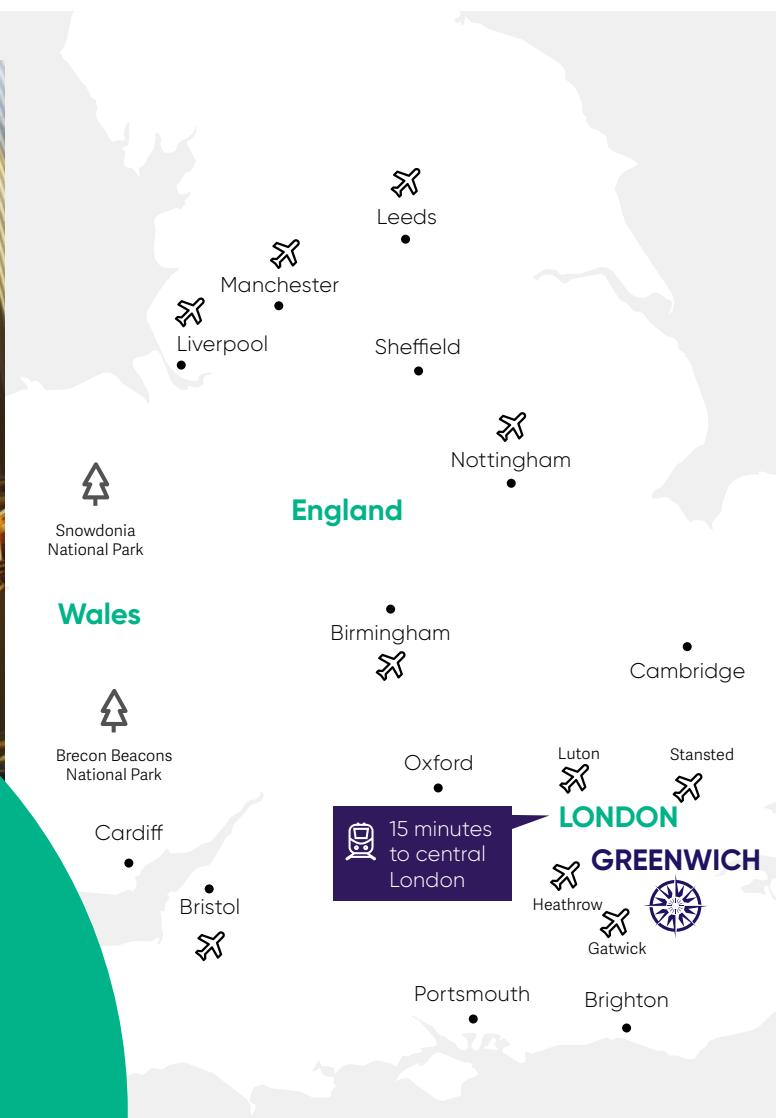 Leeds
Manchester
Liverpool
Sheffield
Nottingham
England
Snowdonia
National Park
Wales
Birmingham
Cambridge
Brecon Beacons
National Park
Oxford
Luton
Stansted
LONDON
15 minutes
to central
London
Cardiff
GREENWICH
Heathrow
Bristol
Gatwick
Portsmouth
Brighton